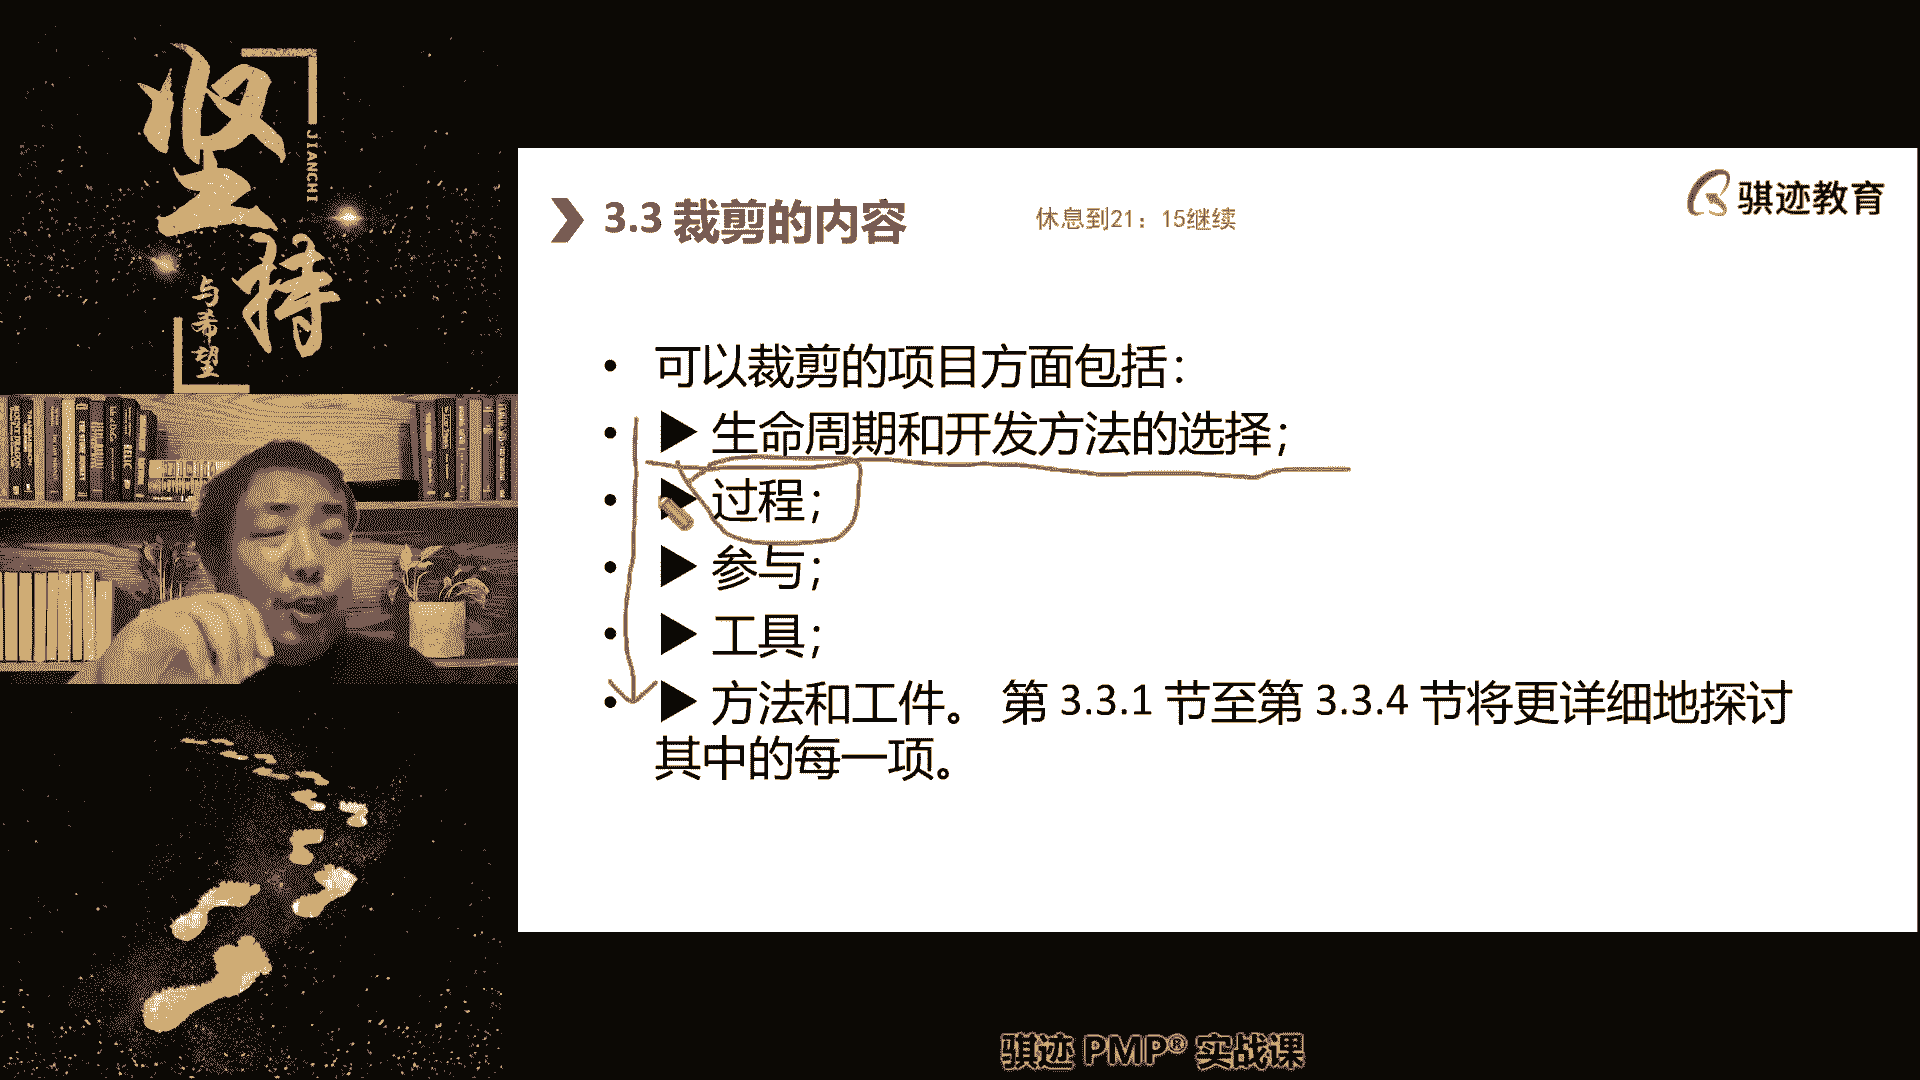 坚持
JIANCHI
与希望
3.3 裁剪的内容
休息到21：15继续
骐迹教育
• 可以裁剪的项目方面包括：
• ▶ 生命周期和开发方法的选择；
• ▶ 过程；
• ▶ 参与；
• ▶ 工具；
• ▶ 方法和工件。 第 3.3.1 节至第 3.3.4 节将更详细地探讨
其中的每一项。
骐迹 PMP® 实战课